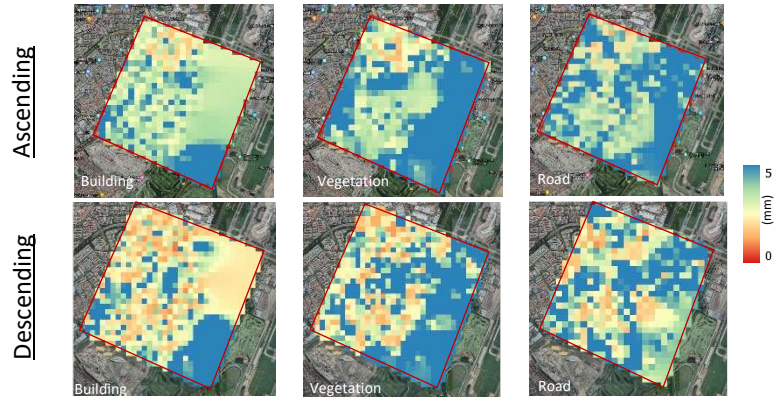 Ascending
Building
Vegetation
Road
5
(mm)
0
Descending
Building
Vegetation
Road